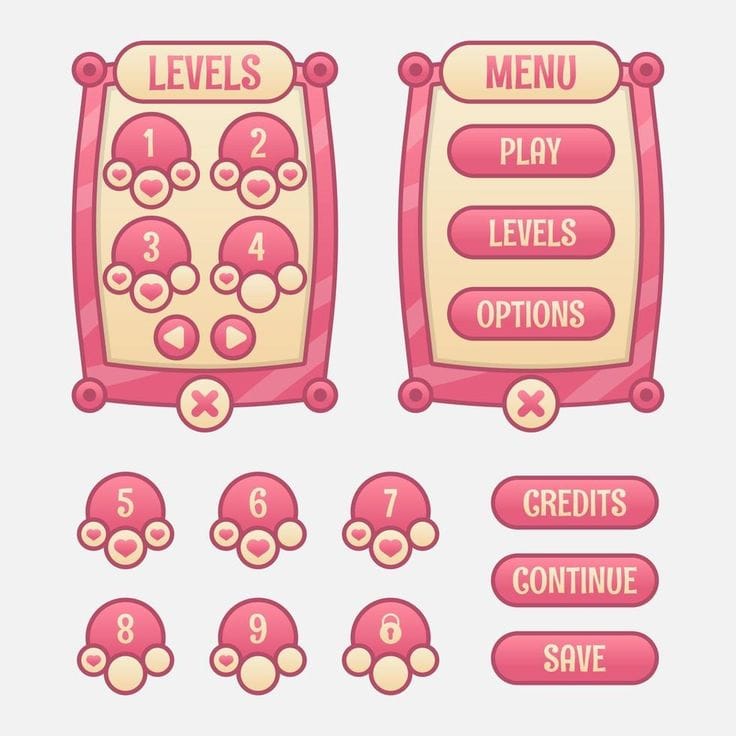 LEVELS
1 2
3 4
MENU
PLAY
LEVELS
OPTIONS
5 6 7
8 9
CREDITS
CONTINUE
SAVE